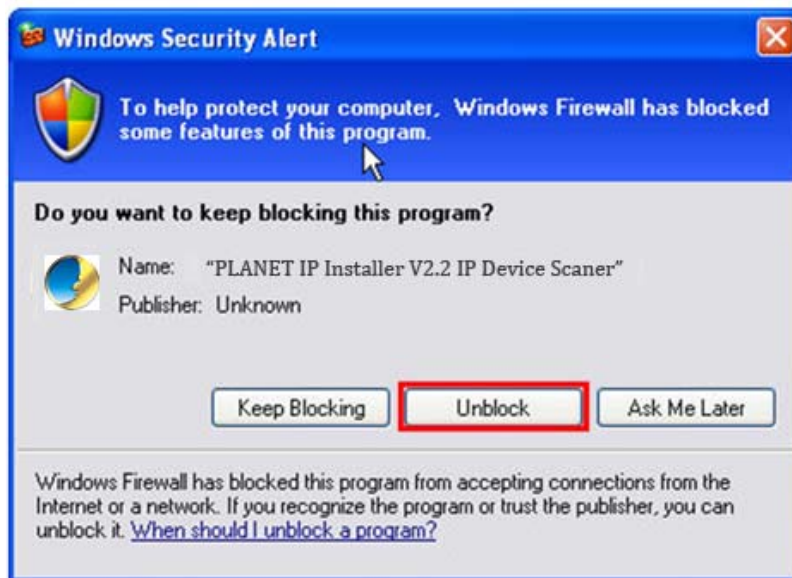 Windows Security Alert
To help protect your computer, Windows Firewall has blocked
some features of this program.
Do you want to keep blocking this program?
Name: “PLANET IP Installer V2.2 IP Device Scaner”
Publisher: Unknown
Keep Blocking Unblock Ask Me Later
Windows Firewall has blocked this program from accepting connections from the
Internet or a network. If you recognize the program or trust the publisher, you can
unblock it. When should I unblock a program?